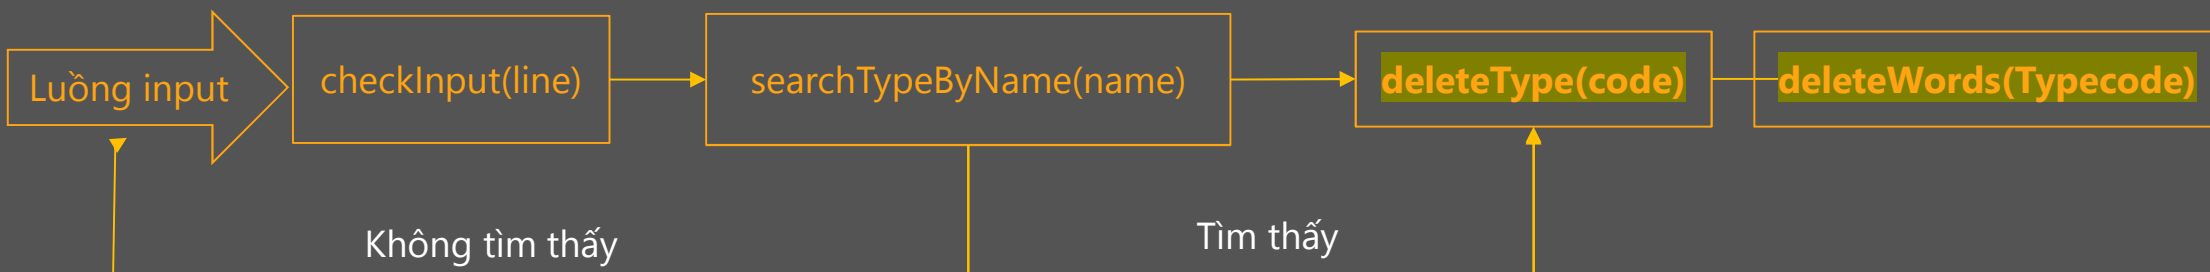 Luồng input
checkInput(line)
searchTypeByName(name)
deleteType(code)
deleteWords(Typecode)
Không tìm thấy
Tìm thấy